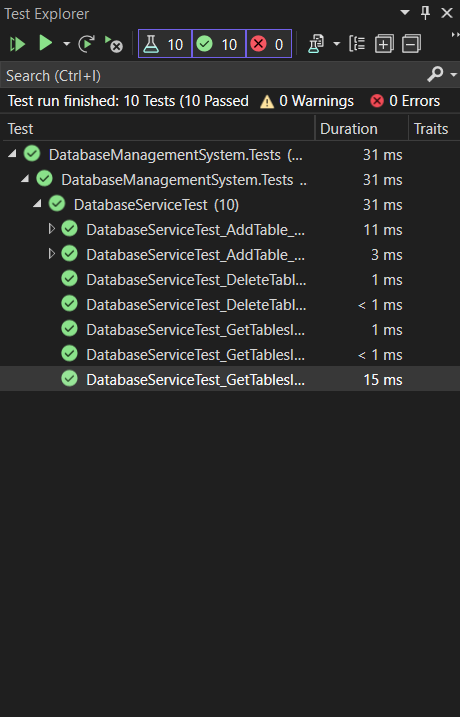 Test Explorer
10 10 0
Search (Ctrl+I)
Test run finished: 10 Tests (10 Passed 0 Warnings 0 Errors
Test Duration Traits
DatabaseManagementSystem.Tests (... 31 ms
DatabaseManagementSystem.Tests .. 31 ms
DatabaseServiceTest (10) 31 ms
DatabaseServiceTest_AddTable_... 11 ms
DatabaseServiceTest_AddTable_... 3 ms
DatabaseServiceTest_DeleteTabl... 1 ms
DatabaseServiceTest_DeleteTabl... < 1 ms
DatabaseServiceTest_GetTablesI... 1 ms
DatabaseServiceTest_GetTablesI... < 1 ms
DatabaseServiceTest_GetTablesI... 15 ms